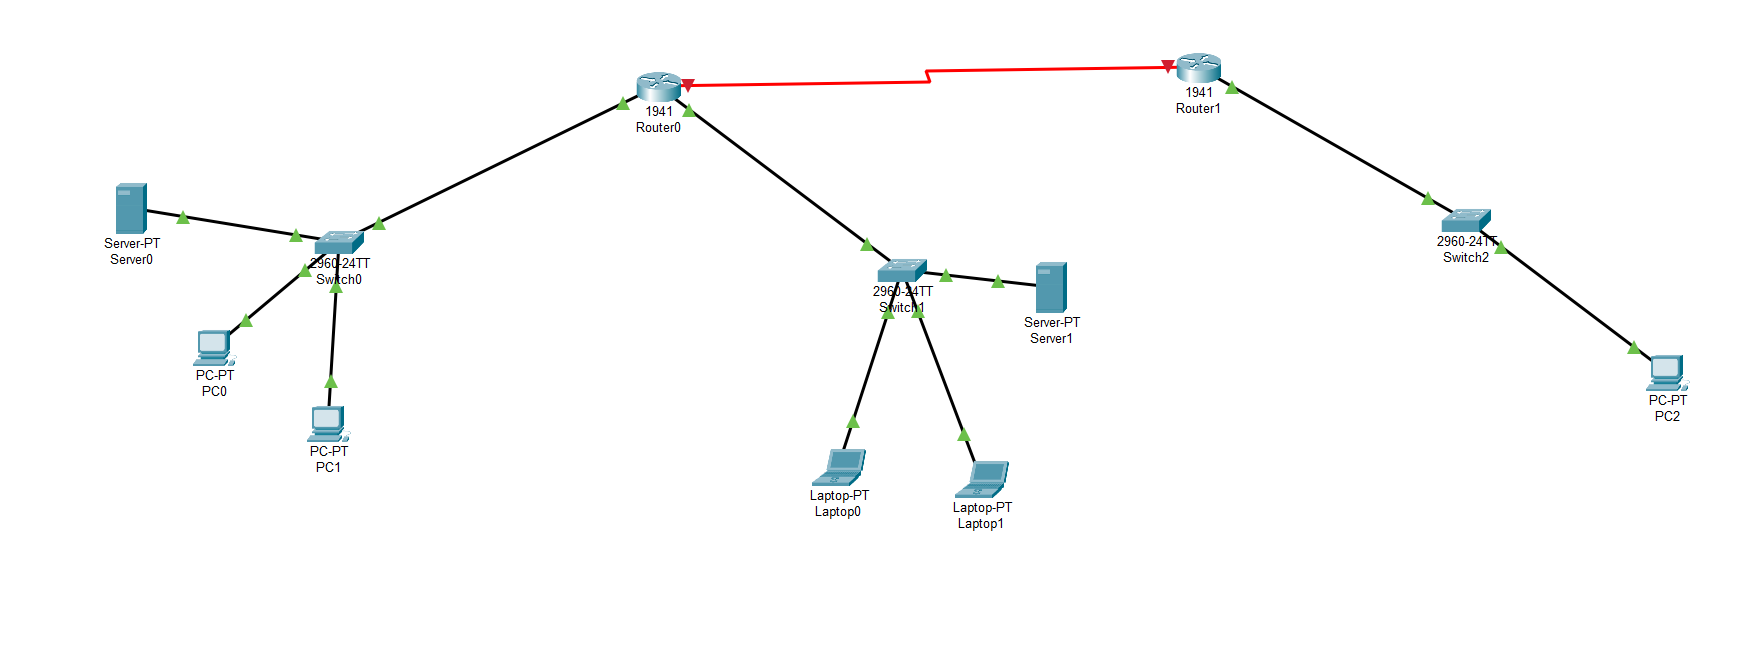 1941
Router0
1941
Router1
Server-PT
Server0
2960-24TT
Switch0
2960-24TT
Switch1
2960-24TT
Switch2
Server-PT
Server1
PC-PT
PC0
PC-PT
PC1
PC-PT
PC2
Laptop-PT
Laptop0
Laptop-PT
Laptop1